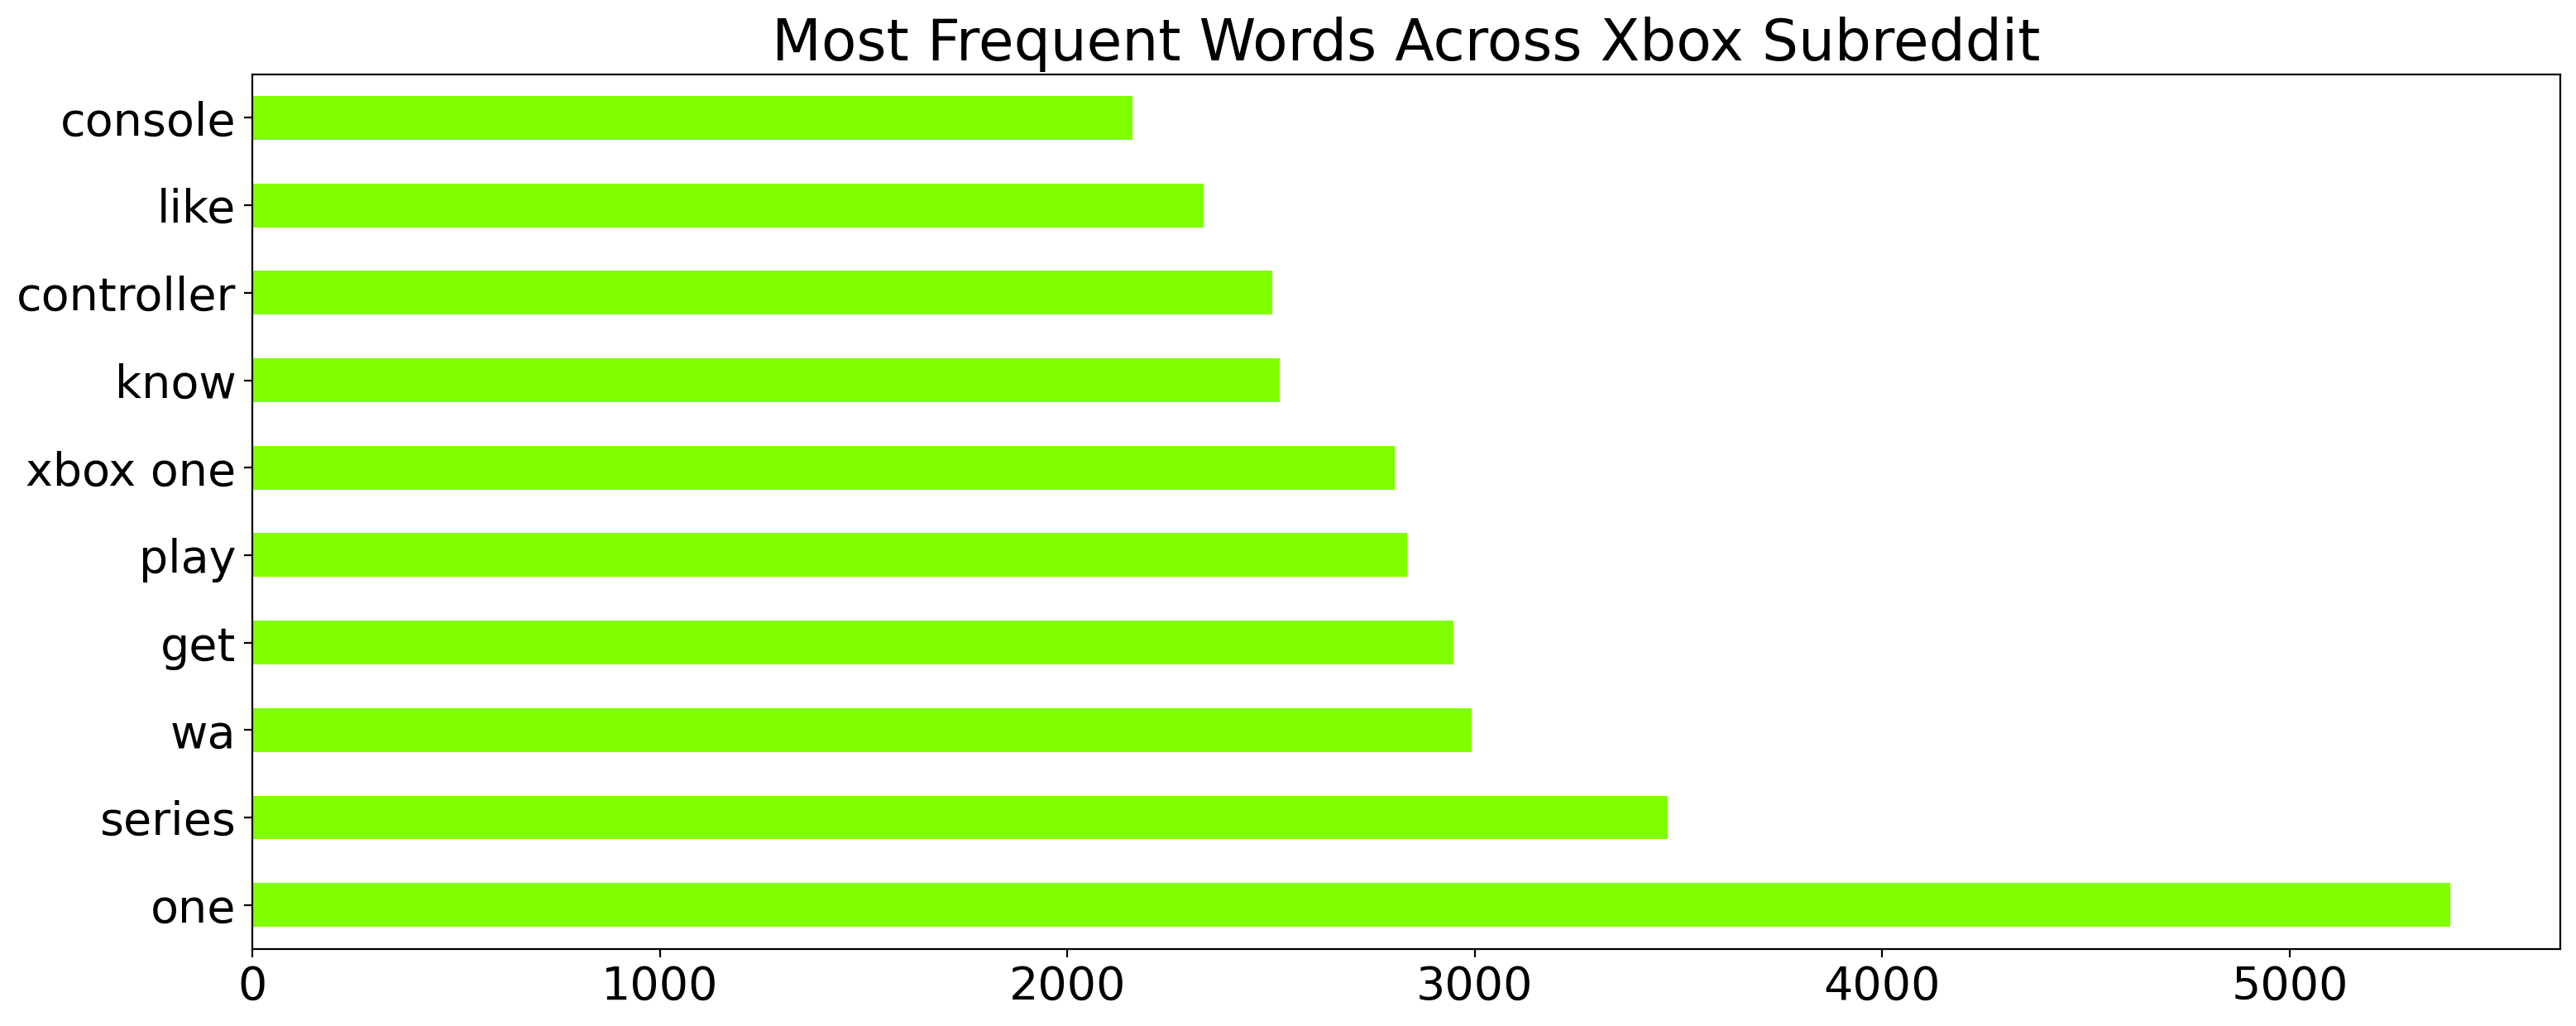 Most Frequent Words Across Xbox Subreddit
console
like
controller
know
xbox one
play
get
wa
series
one
0 1000 2000 3000 4000 5000